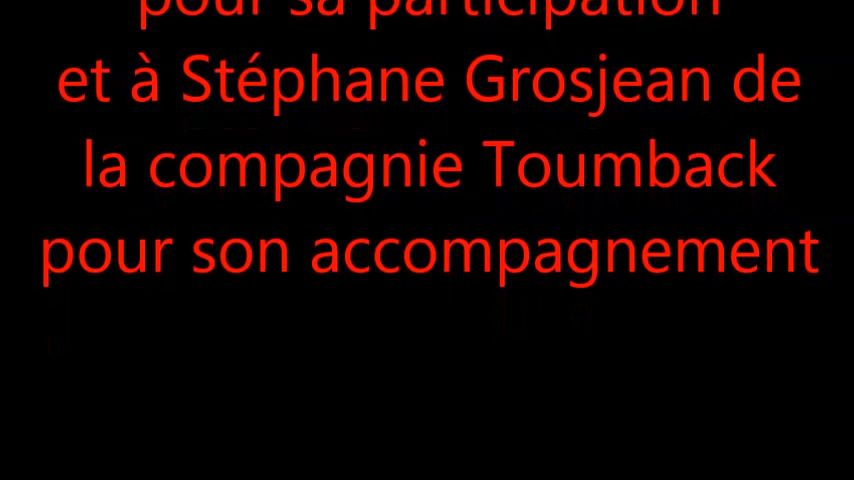 pour sa participation
et à Stéphane Grosjean de
la compagnie Toumback
pour son accompagnement